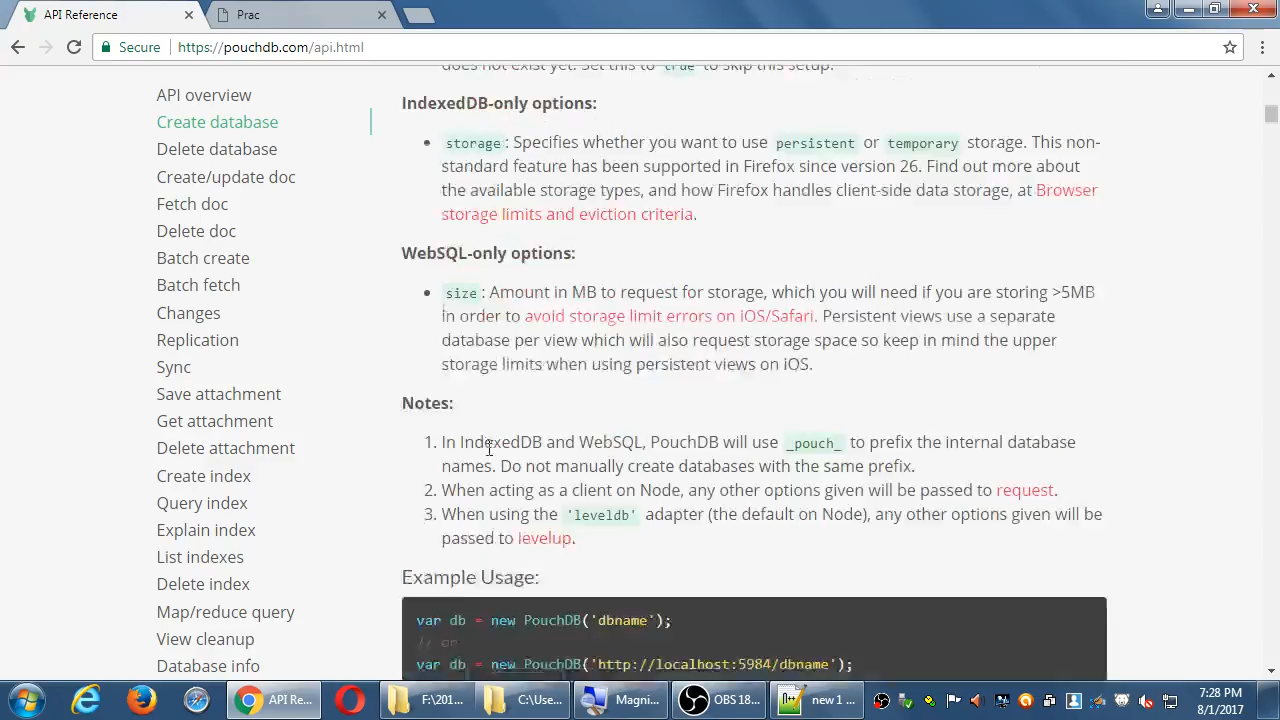 API Reference
Prac
Secure
https://pouchdb.com/api.html
does not exist yet. Set this to true to skip this setup.
API overview
Create database
Delete database
Create/update doc
Fetch doc
Delete doc
Batch create
Batch fetch
Changes
Replication
Sync
Save attachment
Get attachment
Delete attachment
Create index
Query index
Explain index
List indexes
Delete index
Map/reduce query
View cleanup
Database info
IndexedDB-only options:
storage: Specifies whether you want to use persistent or temporary storage. This non-
standard feature has been supported in Firefox since version 26. Find out more about
the available storage types, and how Firefox handles client-side data storage, at Browser
storage limits and eviction criteria.
WebSQL-only options:
size: Amount in MB to request for storage, which you will need if you are storing >5MB
in order to avoid storage limit errors on iOS/Safari. Persistent views use a separate
database per view which will also request storage space so keep in mind the upper
storage limits when using persistent views on iOS.
Notes:
1. In IndexedDB and WebSQL, PouchDB will use _pouch_ to prefix the internal database
names. Do not manually create databases with the same prefix.
2. When acting as a client on Node, any other options given will be passed to request.
3. When using the 'leveldb' adapter (the default on Node), any other options given will be
passed to levelup.
Example Usage:
var db = new PouchDB('dbname');
// or
var db = new PouchDB('http://localhost:5984/dbname');
API Re...
F:\201...
C:\Use...
Magni...
OBS 18...
new 1 ...
7:28 PM
8/1/2017